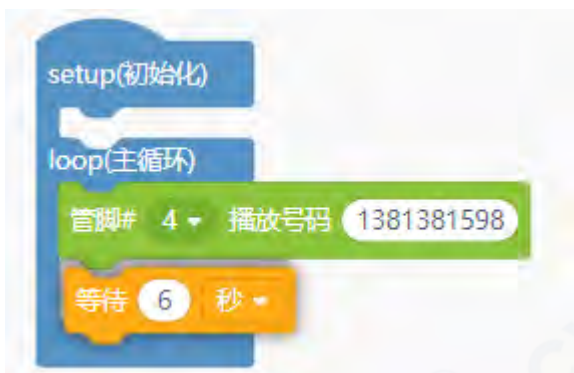 setup(初始化)
loop(主循环)
管脚# 4 播放号码 1381381598
等待 6 秒